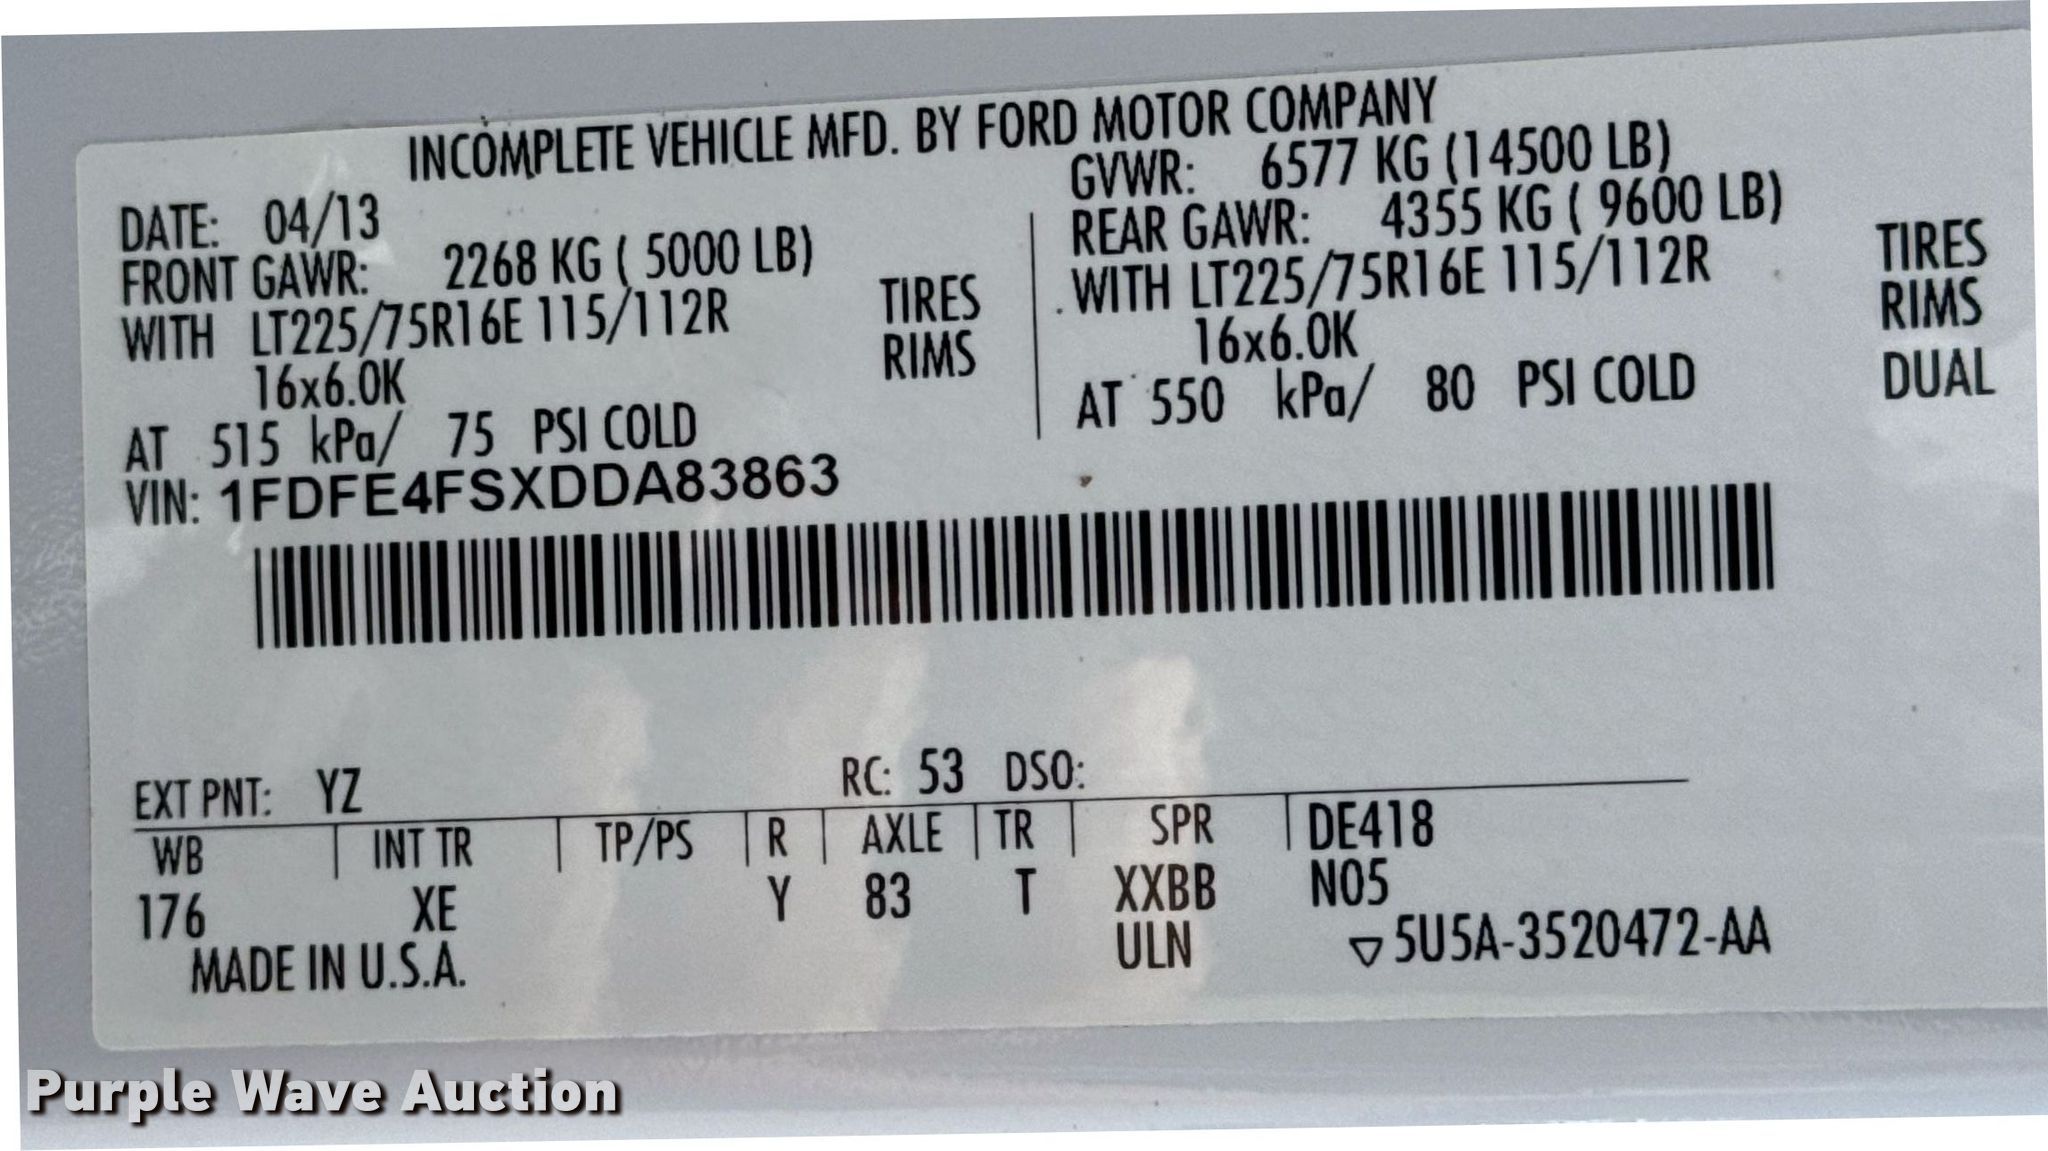 INCOMPLETE VEHICLE MFD. BY FORD MOTOR COMPANY
DATE: 04/13
GVWR: 6577 KG (14500 LB)
FRONT GAWR: 2268 KG ( 5000 LB)
REAR GAWR: 4355 KG ( 9600 LB)
WITH LT225/75R16E 115/112R TIRES
WITH LT225/75R16E 115/112R TIRES
16x6.0K RIMS
16x6.0K RIMS
AT 515 kPa/ 75 PSI COLD
AT 550 kPa/ 80 PSI COLD DUAL
VIN: 1FDFE4FSXDDA83863
EXT PNT: YZ RC: 53 DSO:
WB | INT TR | TP/PS | R | AXLE | TR | SPR | DE418
176 XE Y 83 T XXBB N05
MADE IN U.S.A. ULN ▽ 5U5A-3520472-AA
Purple Wave Auction